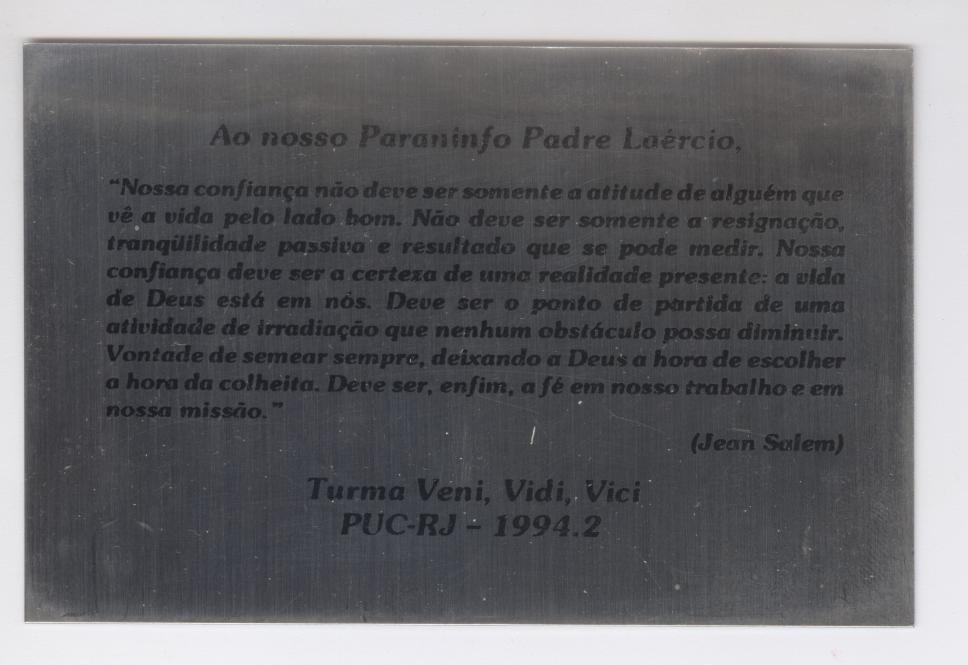 Ao nosso Paraninfo Padre Laércio,
“Nossa confiança não deve ser somente a atitude de alguém que
vê a vida pelo lado bom. Não deve ser somente a resignação,
tranqüilidade passiva e resultado que se pode medir. Nossa
confiança deve ser a certeza de uma realidade presente: a vida
de Deus está em nós. Deve ser o ponto de partida de uma
atividade de irradiação que nenhum obstáculo possa diminuir.
Vontade de semear sempre, deixando a Deus a hora de escolher
a hora da colheita. Deve ser, enfim, a fé em nosso trabalho e em
nossa missão.”
(Jean Salem)
Turma Veni, Vidi, Vici
PUC-RJ – 1994.2